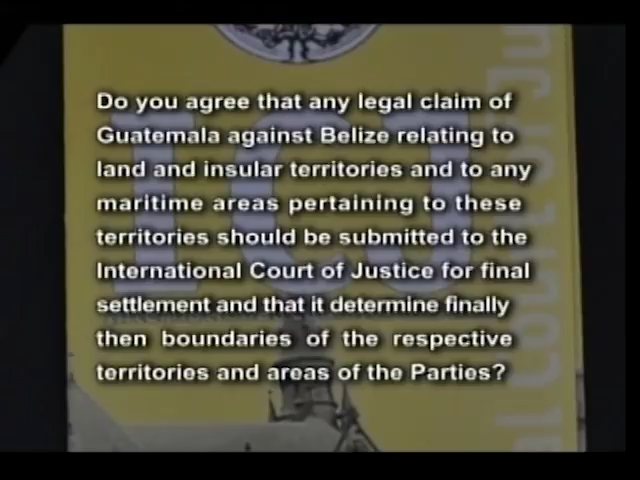 Do you agree that any legal claim of
Guatemala against Belize relating to
land and insular territories and to any
maritime areas pertaining to these
territories should be submitted to the
International Court of Justice for final
settlement and that it determine finally
then boundaries of the respective
territories and areas of the Parties?
ICJ